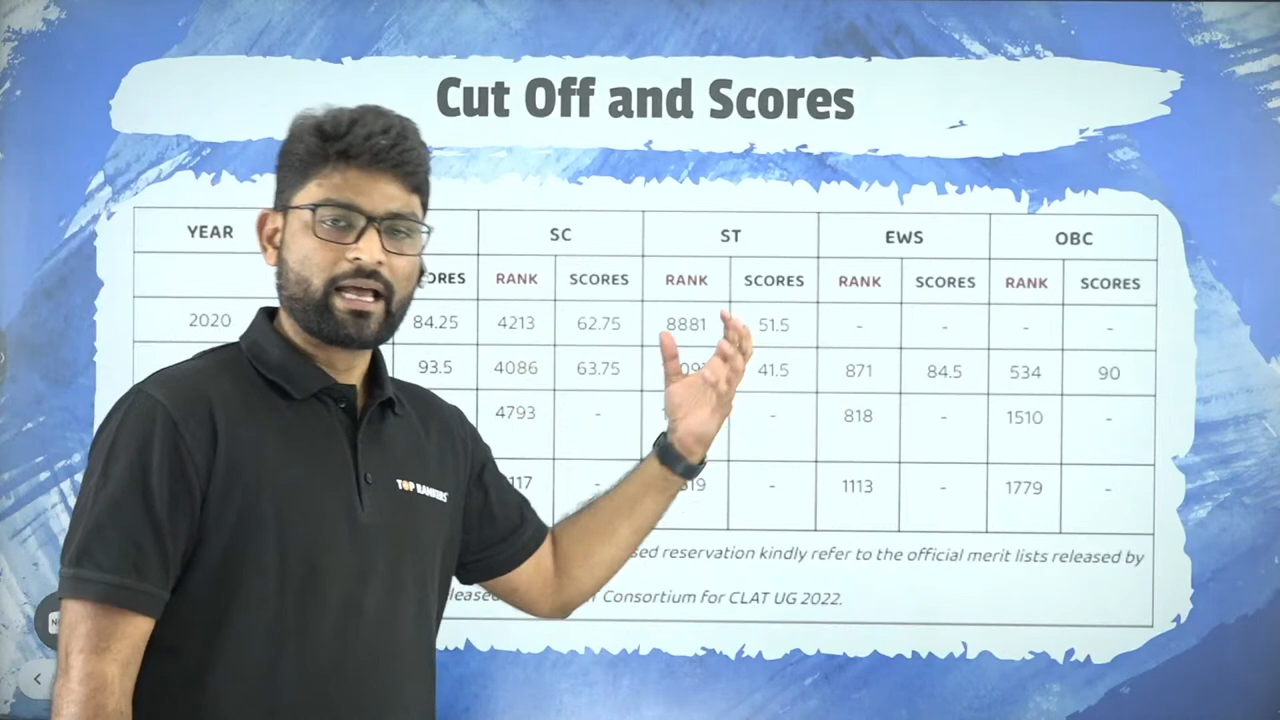 Cut Off and Scores
YEAR SC ST EWS OBC
RANK SCORES RANK SCORES RANK SCORES RANK SCORES
2020 84.25 4213 62.75 8881 51.5 - - - -
93.5 4086 63.75 41.5 871 84.5 534 90
4793 - - 818 - 1510 -
- - 1113 - 1779 -
reservation kindly refer to the official merit lists released by
Consortium for CLAT UG 2022.
TOP RANKERS